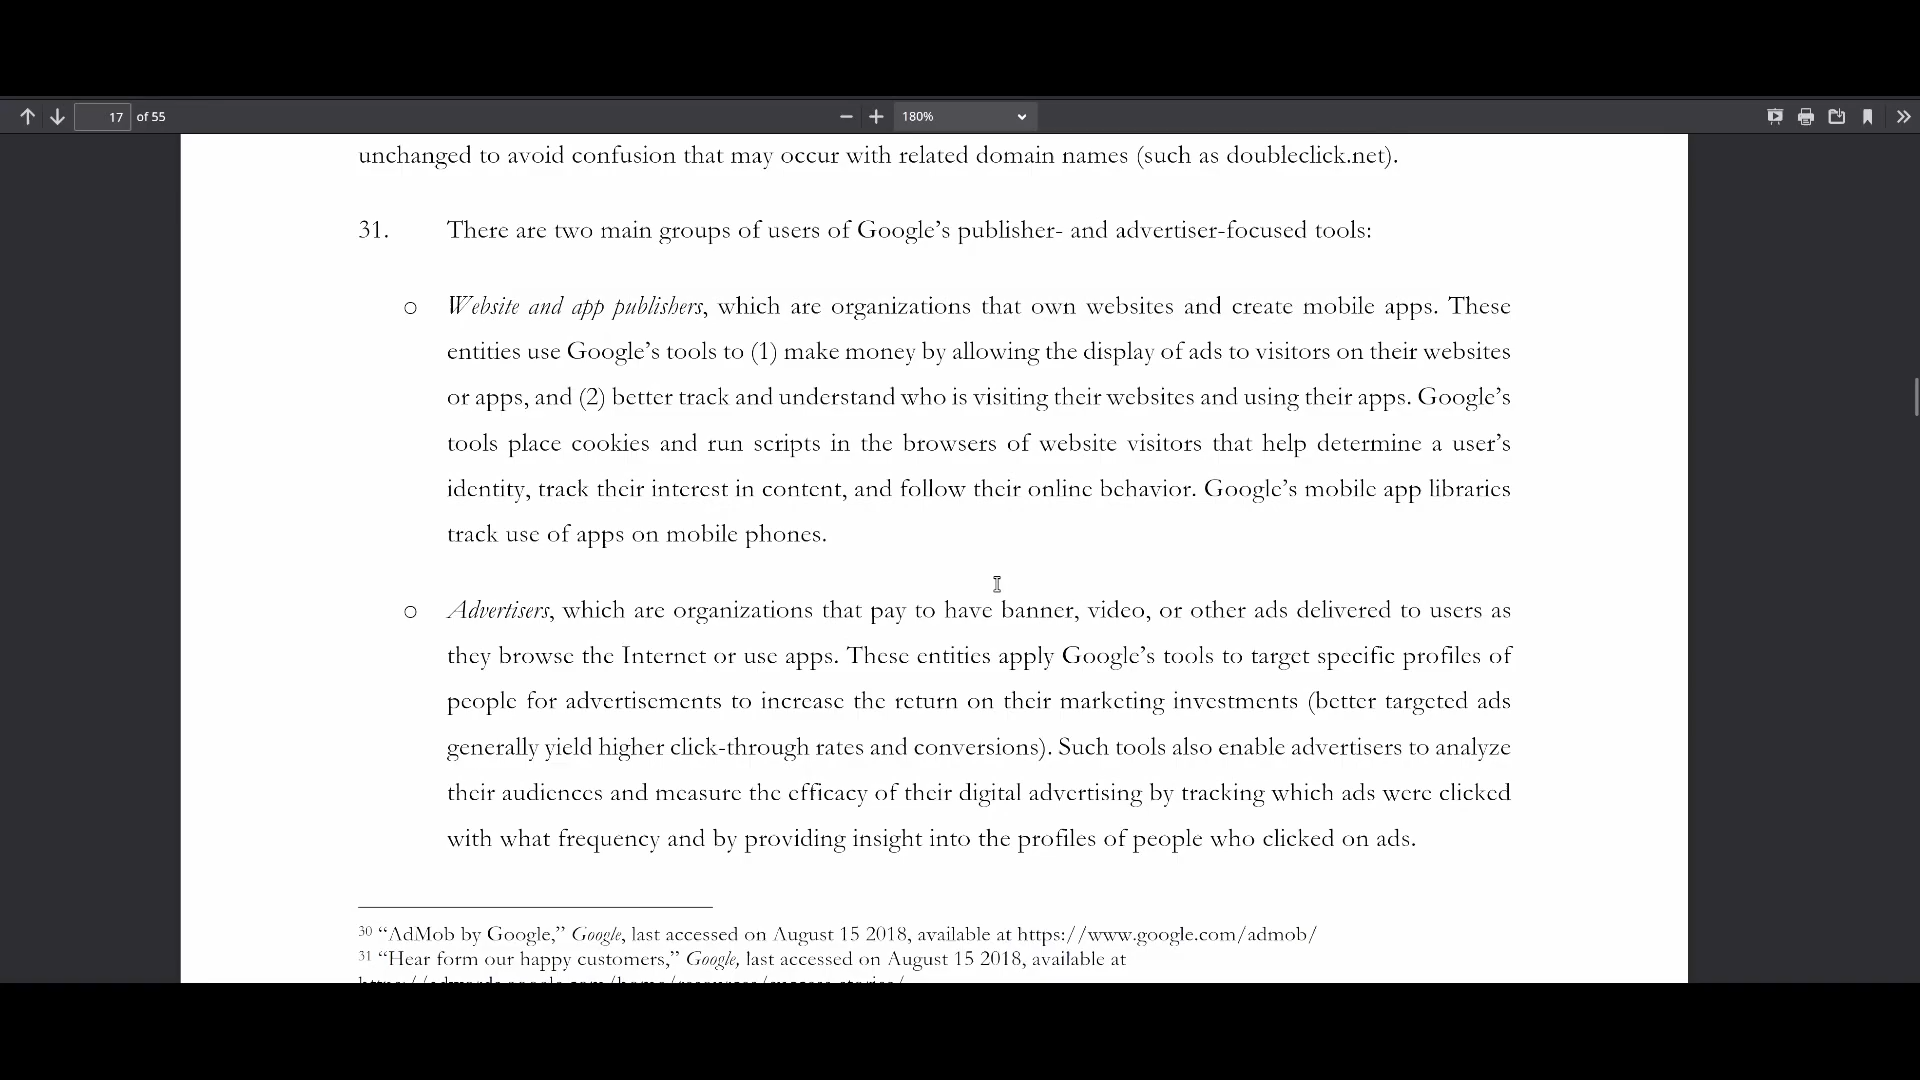 17 of 55
180%
unchanged to avoid confusion that may occur with related domain names (such as doubleclick.net).
31. There are two main groups of users of Google’s publisher- and advertiser-focused tools:
o Website and app publishers, which are organizations that own websites and create mobile apps. These
entities use Google’s tools to (1) make money by allowing the display of ads to visitors on their websites
or apps, and (2) better track and understand who is visiting their websites and using their apps. Google’s
tools place cookies and run scripts in the browsers of website visitors that help determine a user’s
identity, track their interest in content, and follow their online behavior. Google’s mobile app libraries
track use of apps on mobile phones.
o Advertisers, which are organizations that pay to have banner, video, or other ads delivered to users as
they browse the Internet or use apps. These entities apply Google’s tools to target specific profiles of
people for advertisements to increase the return on their marketing investments (better targeted ads
generally yield higher click-through rates and conversions). Such tools also enable advertisers to analyze
their audiences and measure the efficacy of their digital advertising by tracking which ads were clicked
with what frequency and by providing insight into the profiles of people who clicked on ads.
30 “AdMob by Google,” Google, last accessed on August 15 2018, available at https://www.google.com/admob/
31 “Hear form our happy customers,” Google, last accessed on August 15 2018, available at